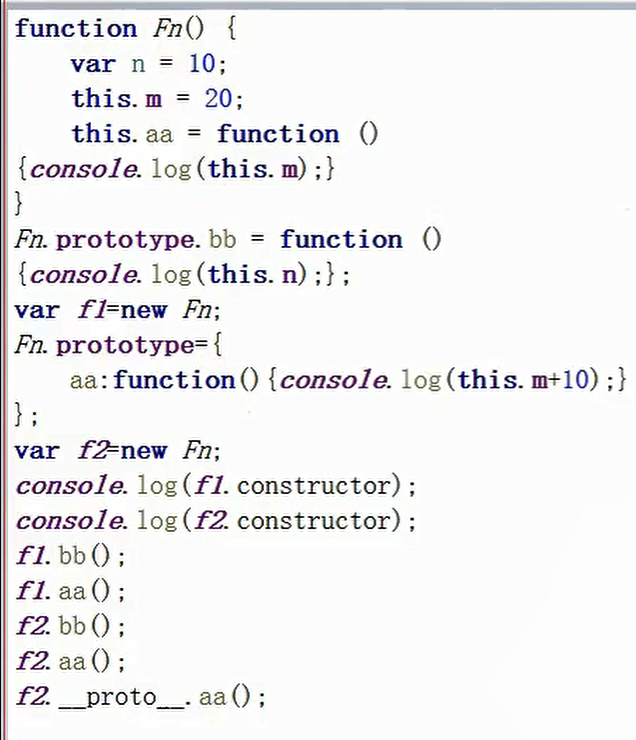 function Fn() {
    var n = 10;
    this.m = 20;
    this.aa = function ()
{console.log(this.m);}
}
Fn.prototype.bb = function ()
{console.log(this.n);};
var f1=new Fn;
Fn.prototype={
    aa:function(){console.log(this.m+10);}
};
var f2=new Fn;
console.log(f1.constructor);
console.log(f2.constructor);
f1.bb();
f1.aa();
f2.bb();
f2.aa();
f2.__proto__.aa();